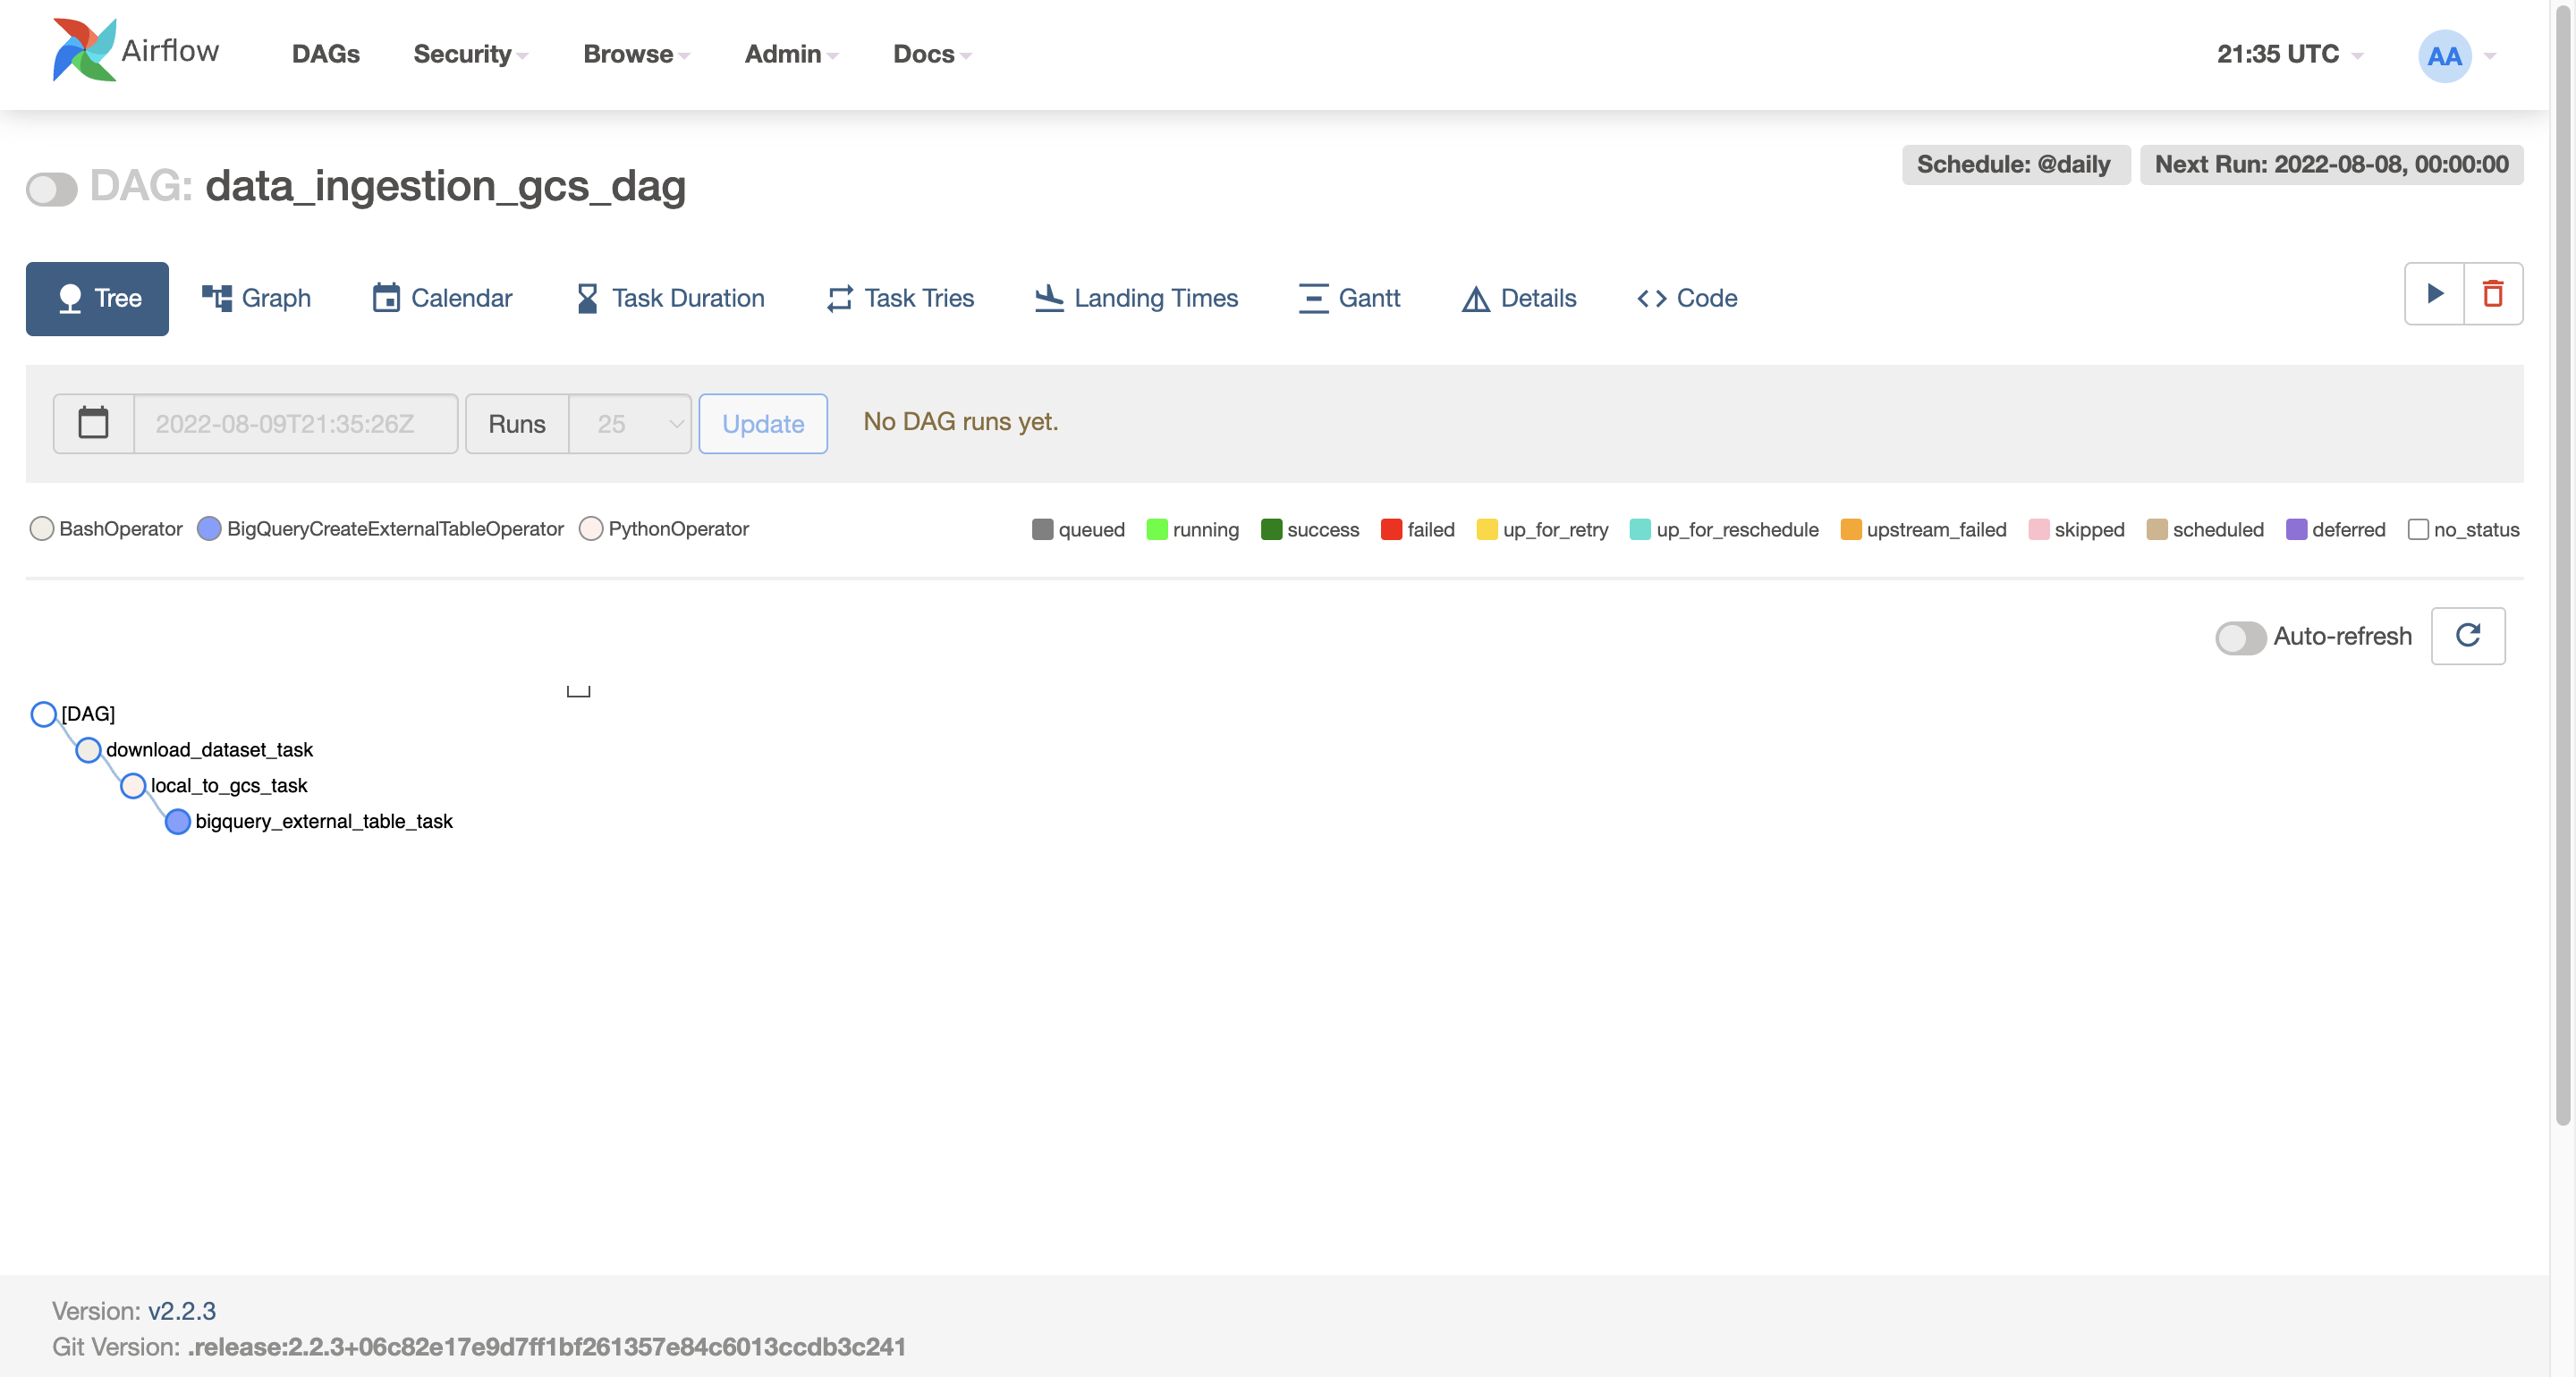 Airflow DAGs Security Browse Admin Docs 21:35 UTC AA
Schedule: @daily Next Run: 2022-08-08, 00:00:00
DAG: data_ingestion_gcs_dag
Tree Graph Calendar Task Duration Task Tries Landing Times Gantt Details Code
2022-08-09T21:35:26Z Runs 25 Update No DAG runs yet.
BashOperator BigQueryCreateExternalTableOperator PythonOperator queued running success failed up_for_retry up_for_reschedule upstream_failed skipped scheduled deferred no_status
Auto-refresh
[DAG]
download_dataset_task
local_to_gcs_task
bigquery_external_table_task
Version: v2.2.3
Git Version: .release:2.2.3+06c82e17e9d7ff1bf261357e84c6013ccdb3c241